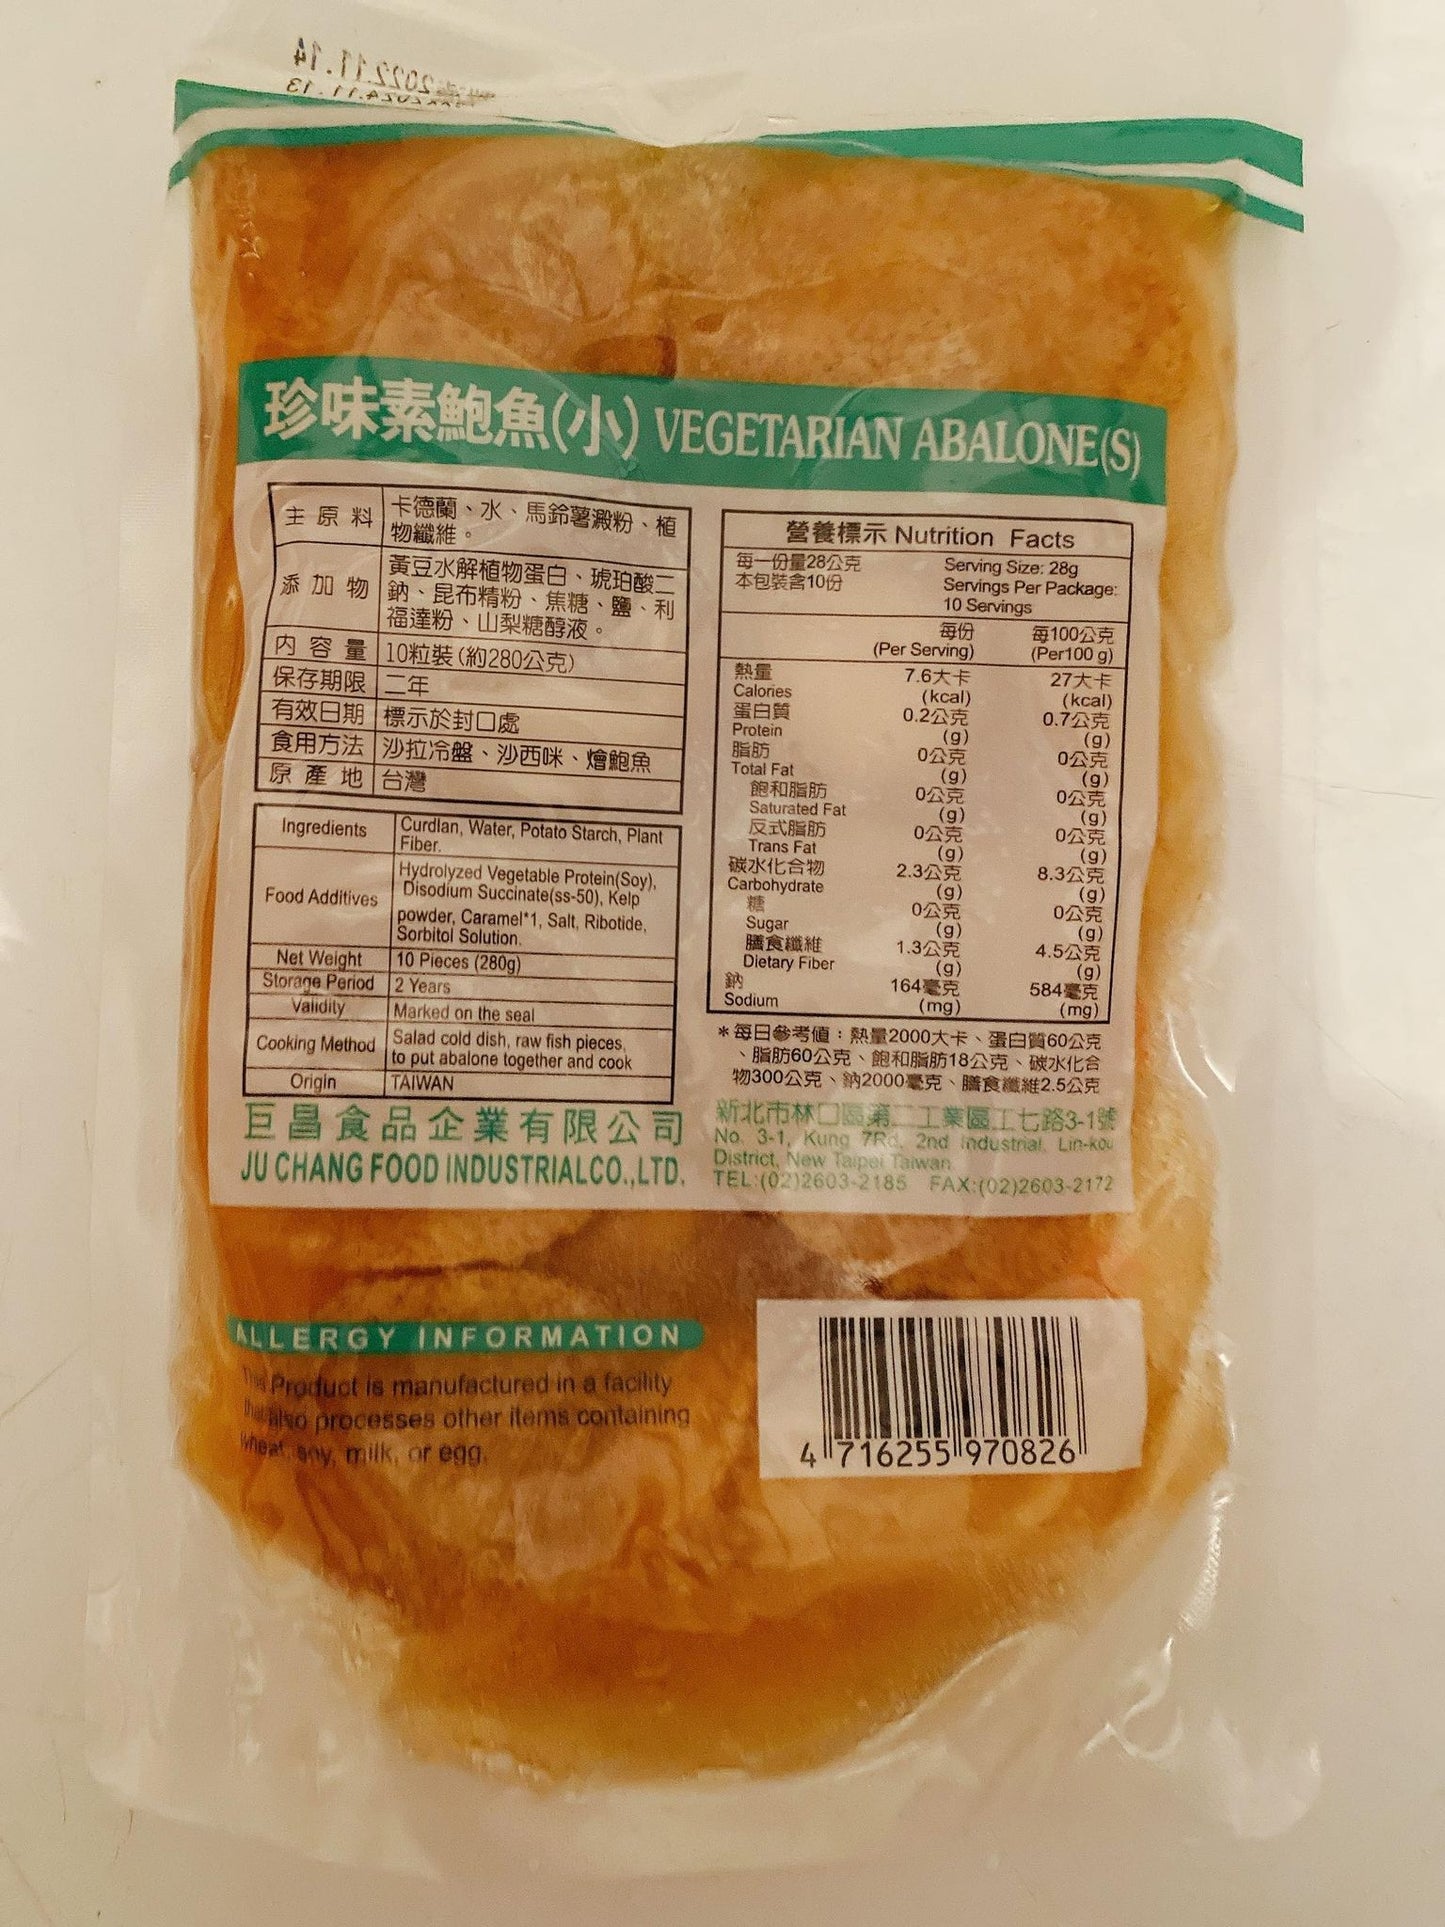 2022.11.14
2024.11.13
珍味素鮑魚(小) VEGETARIAN ABALONE(S)
主原料 卡德蘭、水、馬鈴薯澱粉、植
物纖維。
添加物 黃豆水解植物蛋白、琥珀酸二
鈉、昆布精粉、焦糖、鹽、利
福達粉、山梨糖醇液。
內容量 10粒裝(約280公克)
保存期限 二年
有效日期 標示於封口處
食用方法 沙拉冷盤、沙西咪、燴鮑魚
原產地 台灣
Ingredients Curdlan, Water, Potato Starch, Plant
Fiber.
Food Additives Hydrolyzed Vegetable Protein(Soy),
Disodium Succinate(ss-50), Kelp
powder, Caramel*1, Salt, Ribotide,
Sorbitol Solution.
Net Weight 10 Pieces (280g)
Storage Period 2 Years
Validity Marked on the seal
Cooking Method Salad cold dish, raw fish pieces,
to put abalone together and cook
Origin TAIWAN
巨昌食品企業有限公司
JU CHANG FOOD INDUSTRIAL CO.,LTD.
營養標示 Nutrition Facts
每一份量28公克 Serving Size: 28g
本包裝含10份 Servings Per Package:
10 Servings
每份 每100公克
(Per Serving) (Per100 g)
熱量 7.6大卡 27大卡
Calories (kcal) (kcal)
蛋白質 0.2公克 0.7公克
Protein (g) (g)
脂肪 0公克 0公克
Total Fat (g) (g)
飽和脂肪 0公克 0公克
Saturated Fat (g) (g)
反式脂肪 0公克 0公克
Trans Fat (g) (g)
碳水化合物 2.3公克 8.3公克
Carbohydrate (g) (g)
糖 0公克 0公克
Sugar (g) (g)
膳食纖維 1.3公克 4.5公克
Dietary Fiber (g) (g)
鈉 164毫克 584毫克
Sodium (mg) (mg)
*每日參考值：熱量2000大卡、蛋白質60公克
、脂肪60公克、飽和脂肪18公克、碳水化合
物300公克、鈉2000毫克、膳食纖維2.5公克
新北市林口區第二工業區工七路3-1號
No. 3-1, Kung 7Rd, 2nd Industrial, Lin-kou
District, New Taipei Taiwan.
TEL:(02)2603-2185 FAX:(02)2603-2172
ALLERGY INFORMATION
This Product is manufactured in a facility
that also processes other items containing
wheat, soy, milk, or egg.
4 716255 970826